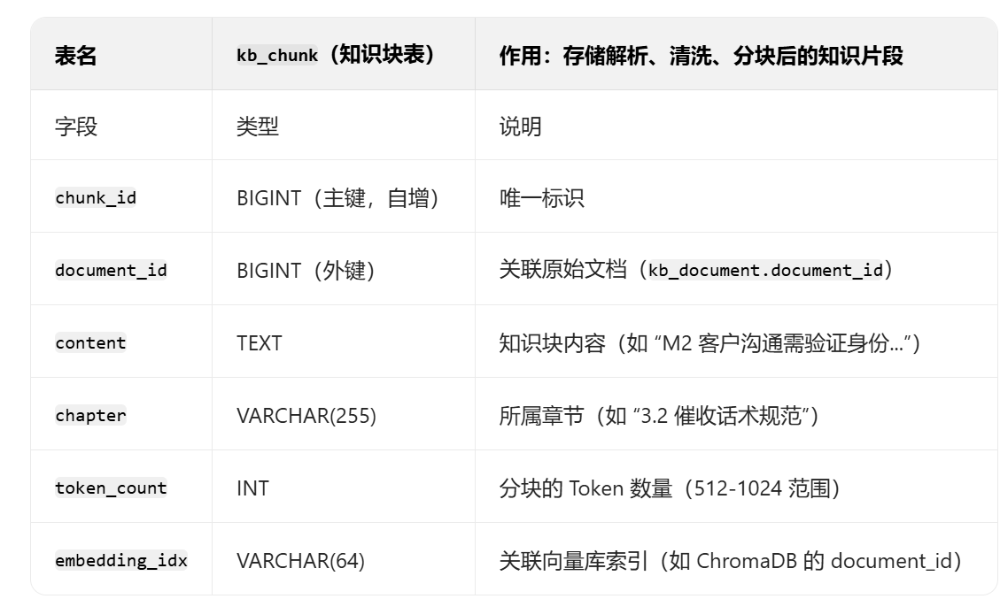 表名 kb_chunk（知识块表） 作用：存储解析、清洗、分块后的知识片段
字段 类型 说明
chunk_id BIGINT（主键，自增） 唯一标识
document_id BIGINT（外键） 关联原始文档（kb_document.document_id）
content TEXT 知识块内容（如 “M2 客户沟通需验证身份...”）
chapter VARCHAR(255) 所属章节（如 “3.2 催收话术规范”）
token_count INT 分块的 Token 数量（512-1024 范围）
embedding_idx VARCHAR(64) 关联向量库索引（如 ChromaDB 的 document_id）